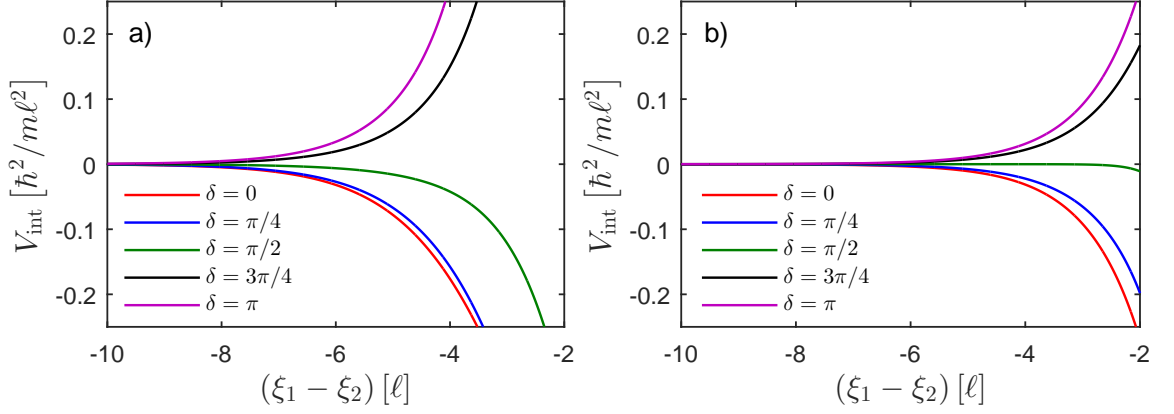 a)
0.2
0.1
0
-0.1
-0.2
V_int [ℏ²/mℓ²]
δ = 0
δ = π/4
δ = π/2
δ = 3π/4
δ = π
-10 -8 -6 -4 -2
(ξ₁ − ξ₂) [ℓ]
b)
0.2
0.1
0
-0.1
-0.2
V_int [ℏ²/mℓ²]
δ = 0
δ = π/4
δ = π/2
δ = 3π/4
δ = π
-10 -8 -6 -4 -2
(ξ₁ − ξ₂) [ℓ]